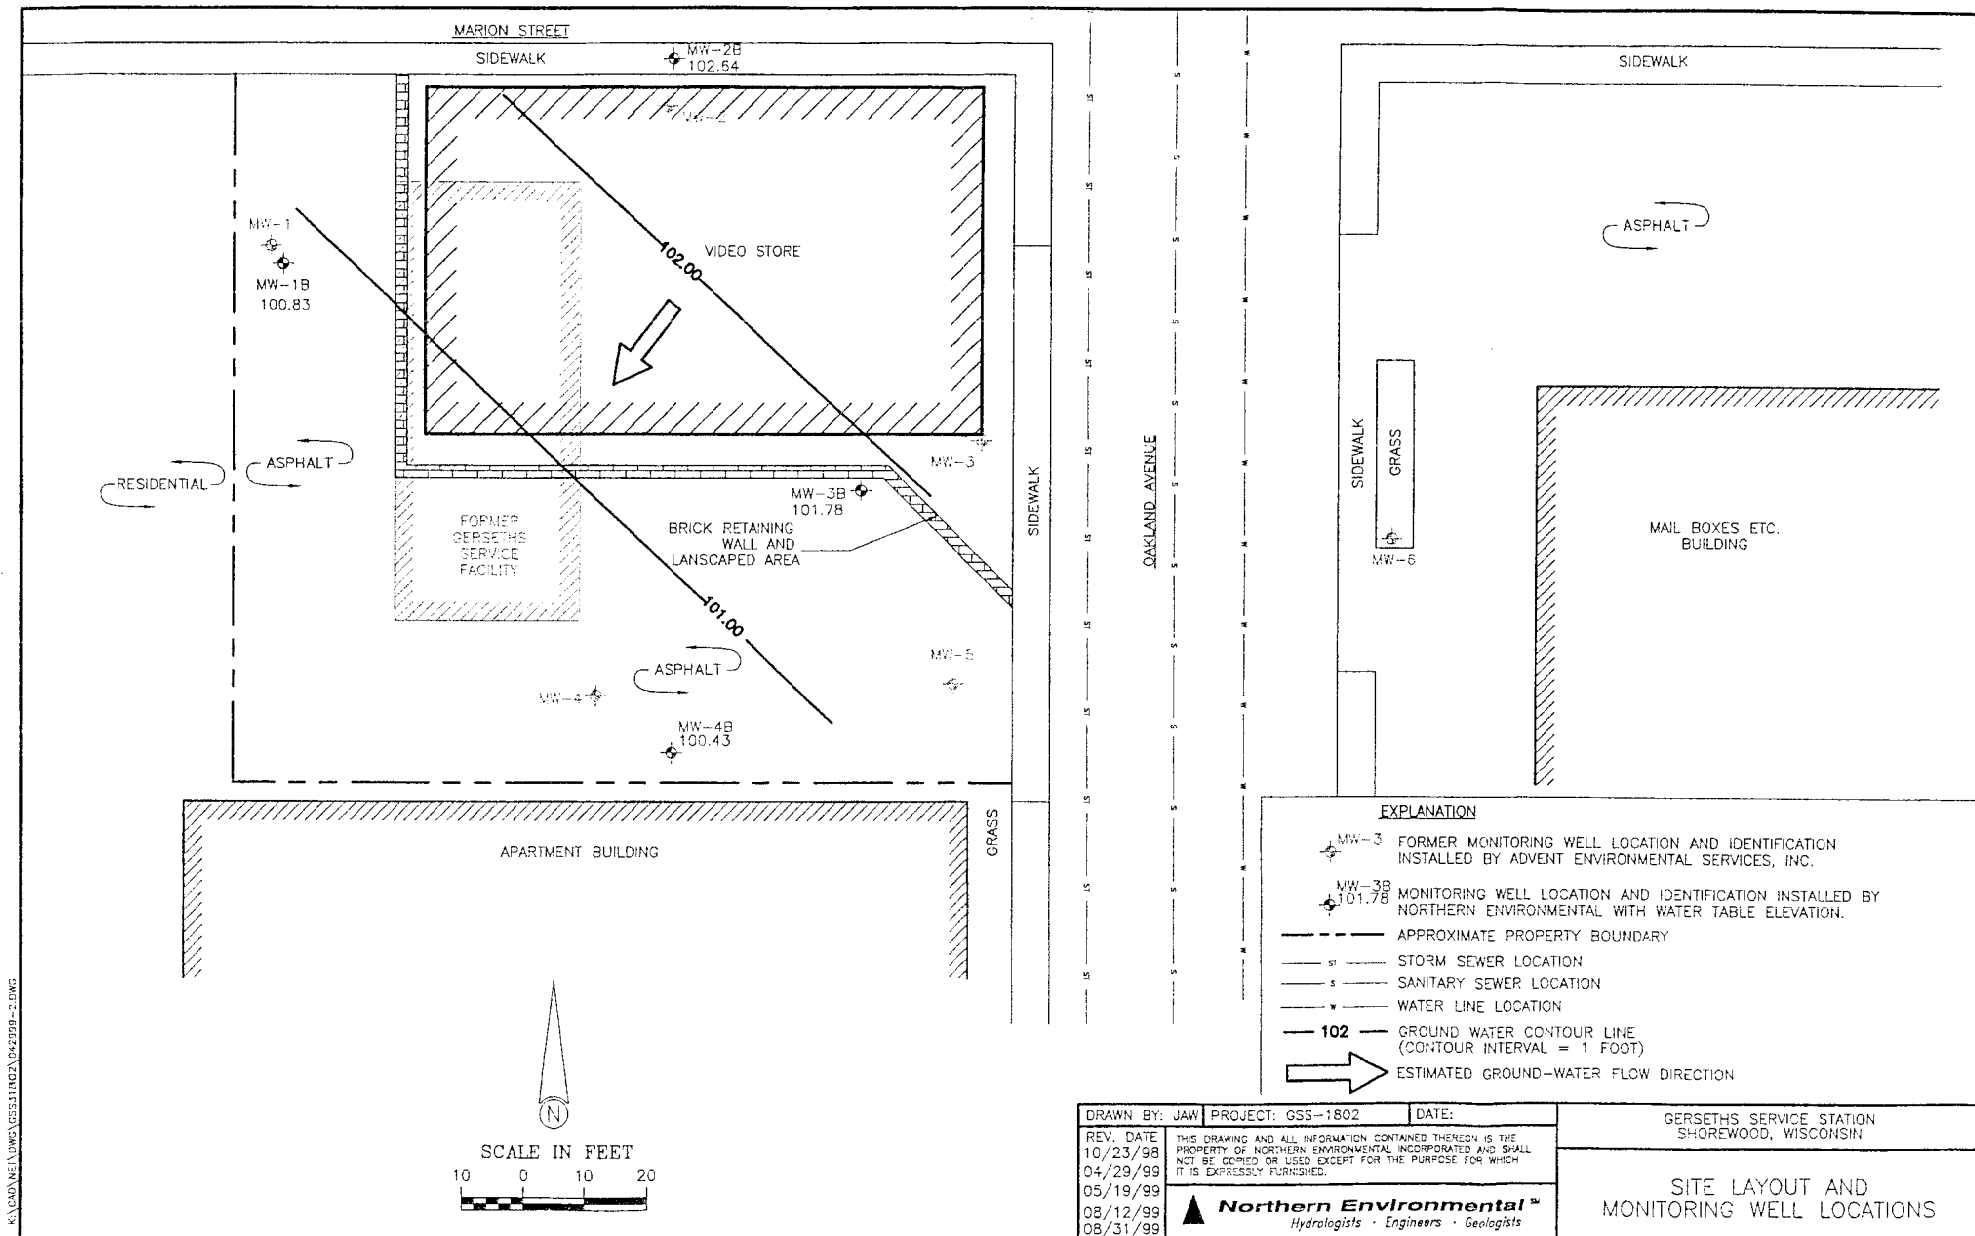 MARION STREET
SIDEWALK
MW-2B
102.64
MW-2
SIDEWALK
ASPHALT
MW-1
MW-1B
100.83
VIDEO STORE
102.00
ST
S
W
OAKLAND AVENUE
SIDEWALK
SIDEWALK
GRASS
MW-6
MAIL BOXES ETC.
BUILDING
MW-3
MW-3B
101.78
RESIDENTIAL
ASPHALT
FORMER
GERSETHS
SERVICE
FACILITY
BRICK RETAINING
WALL AND
LANSCAPED AREA
101.00
ASPHALT
MW-5
MW-4
MW-4B
100.43
APARTMENT BUILDING
GRASS
N
SCALE IN FEET
10 0 10 20
EXPLANATION
MW-3 FORMER MONITORING WELL LOCATION AND IDENTIFICATION
INSTALLED BY ADVENT ENVIRONMENTAL SERVICES, INC.
MW-3B
101.78
MONITORING WELL LOCATION AND IDENTIFICATION INSTALLED BY
NORTHERN ENVIRONMENTAL WITH WATER TABLE ELEVATION.
APPROXIMATE PROPERTY BOUNDARY
ST STORM SEWER LOCATION
S SANITARY SEWER LOCATION
W WATER LINE LOCATION
102 GROUND WATER CONTOUR LINE
(CONTOUR INTERVAL = 1 FOOT)
ESTIMATED GROUND-WATER FLOW DIRECTION
DRAWN BY: JAW PROJECT: GSS-1802 DATE:
REV. DATE
10/23/98
04/29/99
05/19/99
08/12/99
08/31/99
THIS DRAWING AND ALL INFORMATION CONTAINED THEREON IS THE
PROPERTY OF NORTHERN ENVIRONMENTAL INCORPORATED AND SHALL
NOT BE COPIED OR USED EXCEPT FOR THE PURPOSE FOR WHICH
IT IS EXPRESSLY FURNISHED.
Northern Environmental SM
Hydrologists · Engineers · Geologists
GERSETHS SERVICE STATION
SHOREWOOD, WISCONSIN
SITE LAYOUT AND
MONITORING WELL LOCATIONS